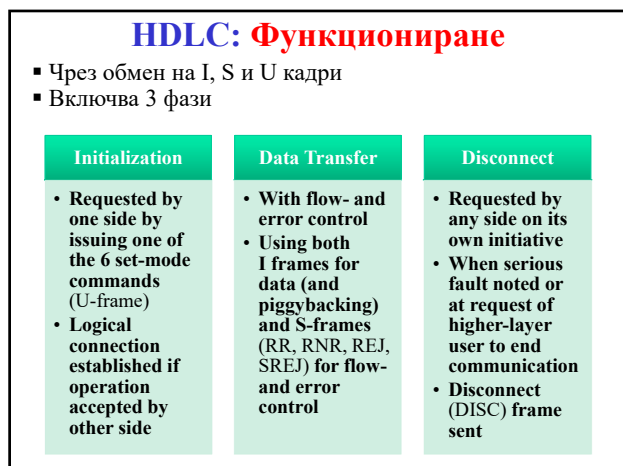 HDLC: Функциониране
▪ Чрез обмен на I, S и U кадри
▪ Включва 3 фази
Initialization
• Requested by
one side by
issuing one of
the 6 set-mode
commands
(U-frame)
• Logical
connection
established if
operation
accepted by
other side
Data Transfer
• With flow- and
error control
• Using both
I frames for
data (and
piggybacking)
and S-frames
(RR, RNR, REJ,
SREJ) for flow-
and error
control
Disconnect
• Requested by
any side on its
own initiative
• When serious
fault noted or
at request of
higher-layer
user to end
communication
• Disconnect
(DISC) frame
sent